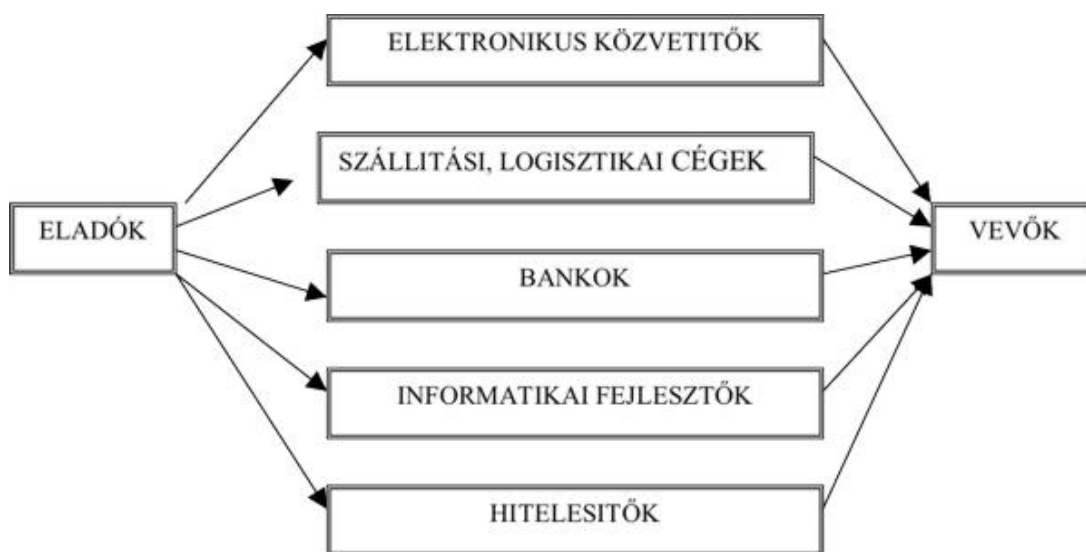 ELEKTRONIKUS KÖZVETITŐK
SZÁLLITÁSI, LOGISZTIKAI CÉGEK
ELADÓK
VEVŐK
BANKOK
INFORMATIKAI FEJLESZTŐK
HITELESITŐK